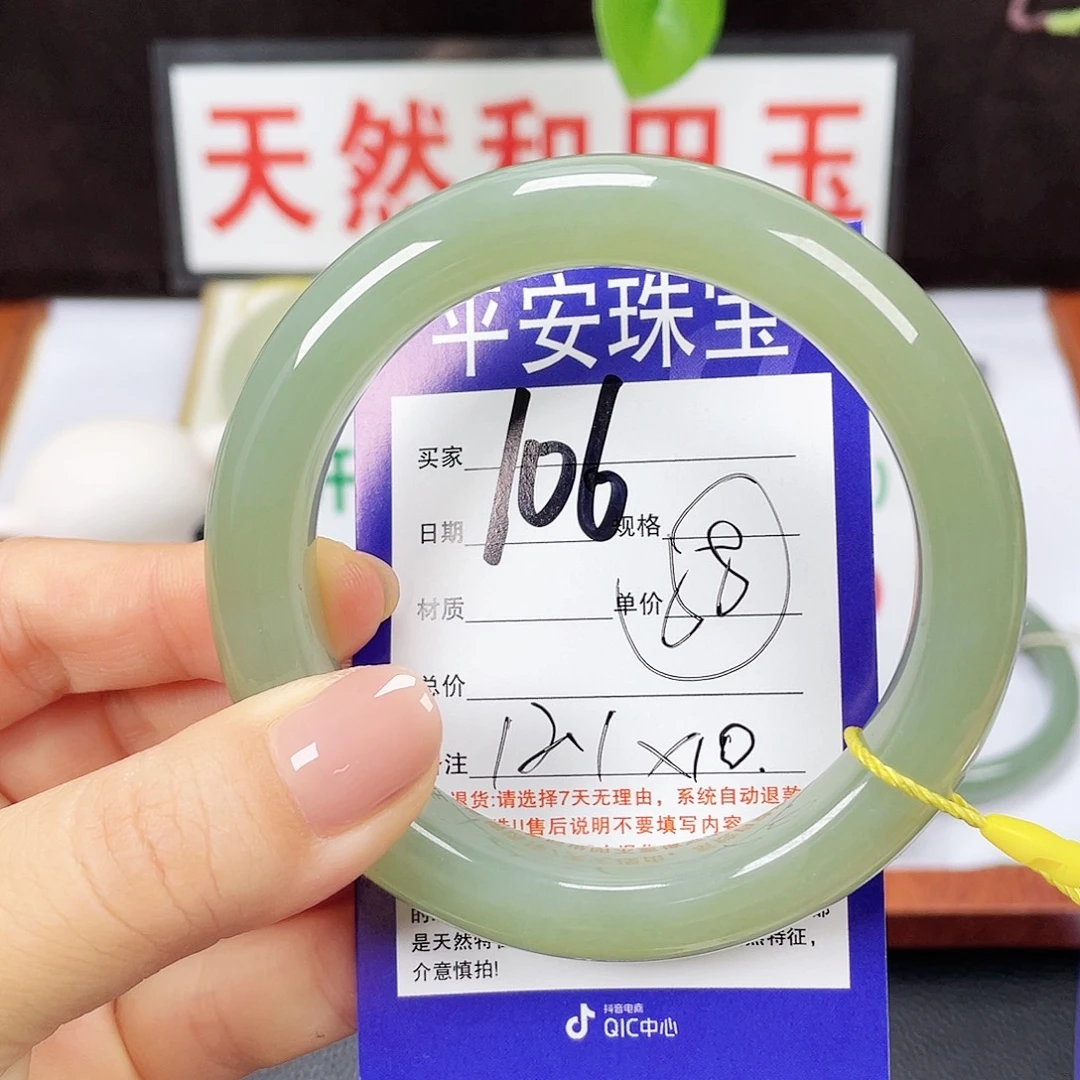 天然和田玉
平安珠宝
买家
106
日期
规格
68
材质
单价
总价
注 121×10.
退货:请选择7天无理由，系统自动退款
!!售后说明不要填写内容
的
是天然特 特征，
介意慎拍!
抖音电商
QIC中心